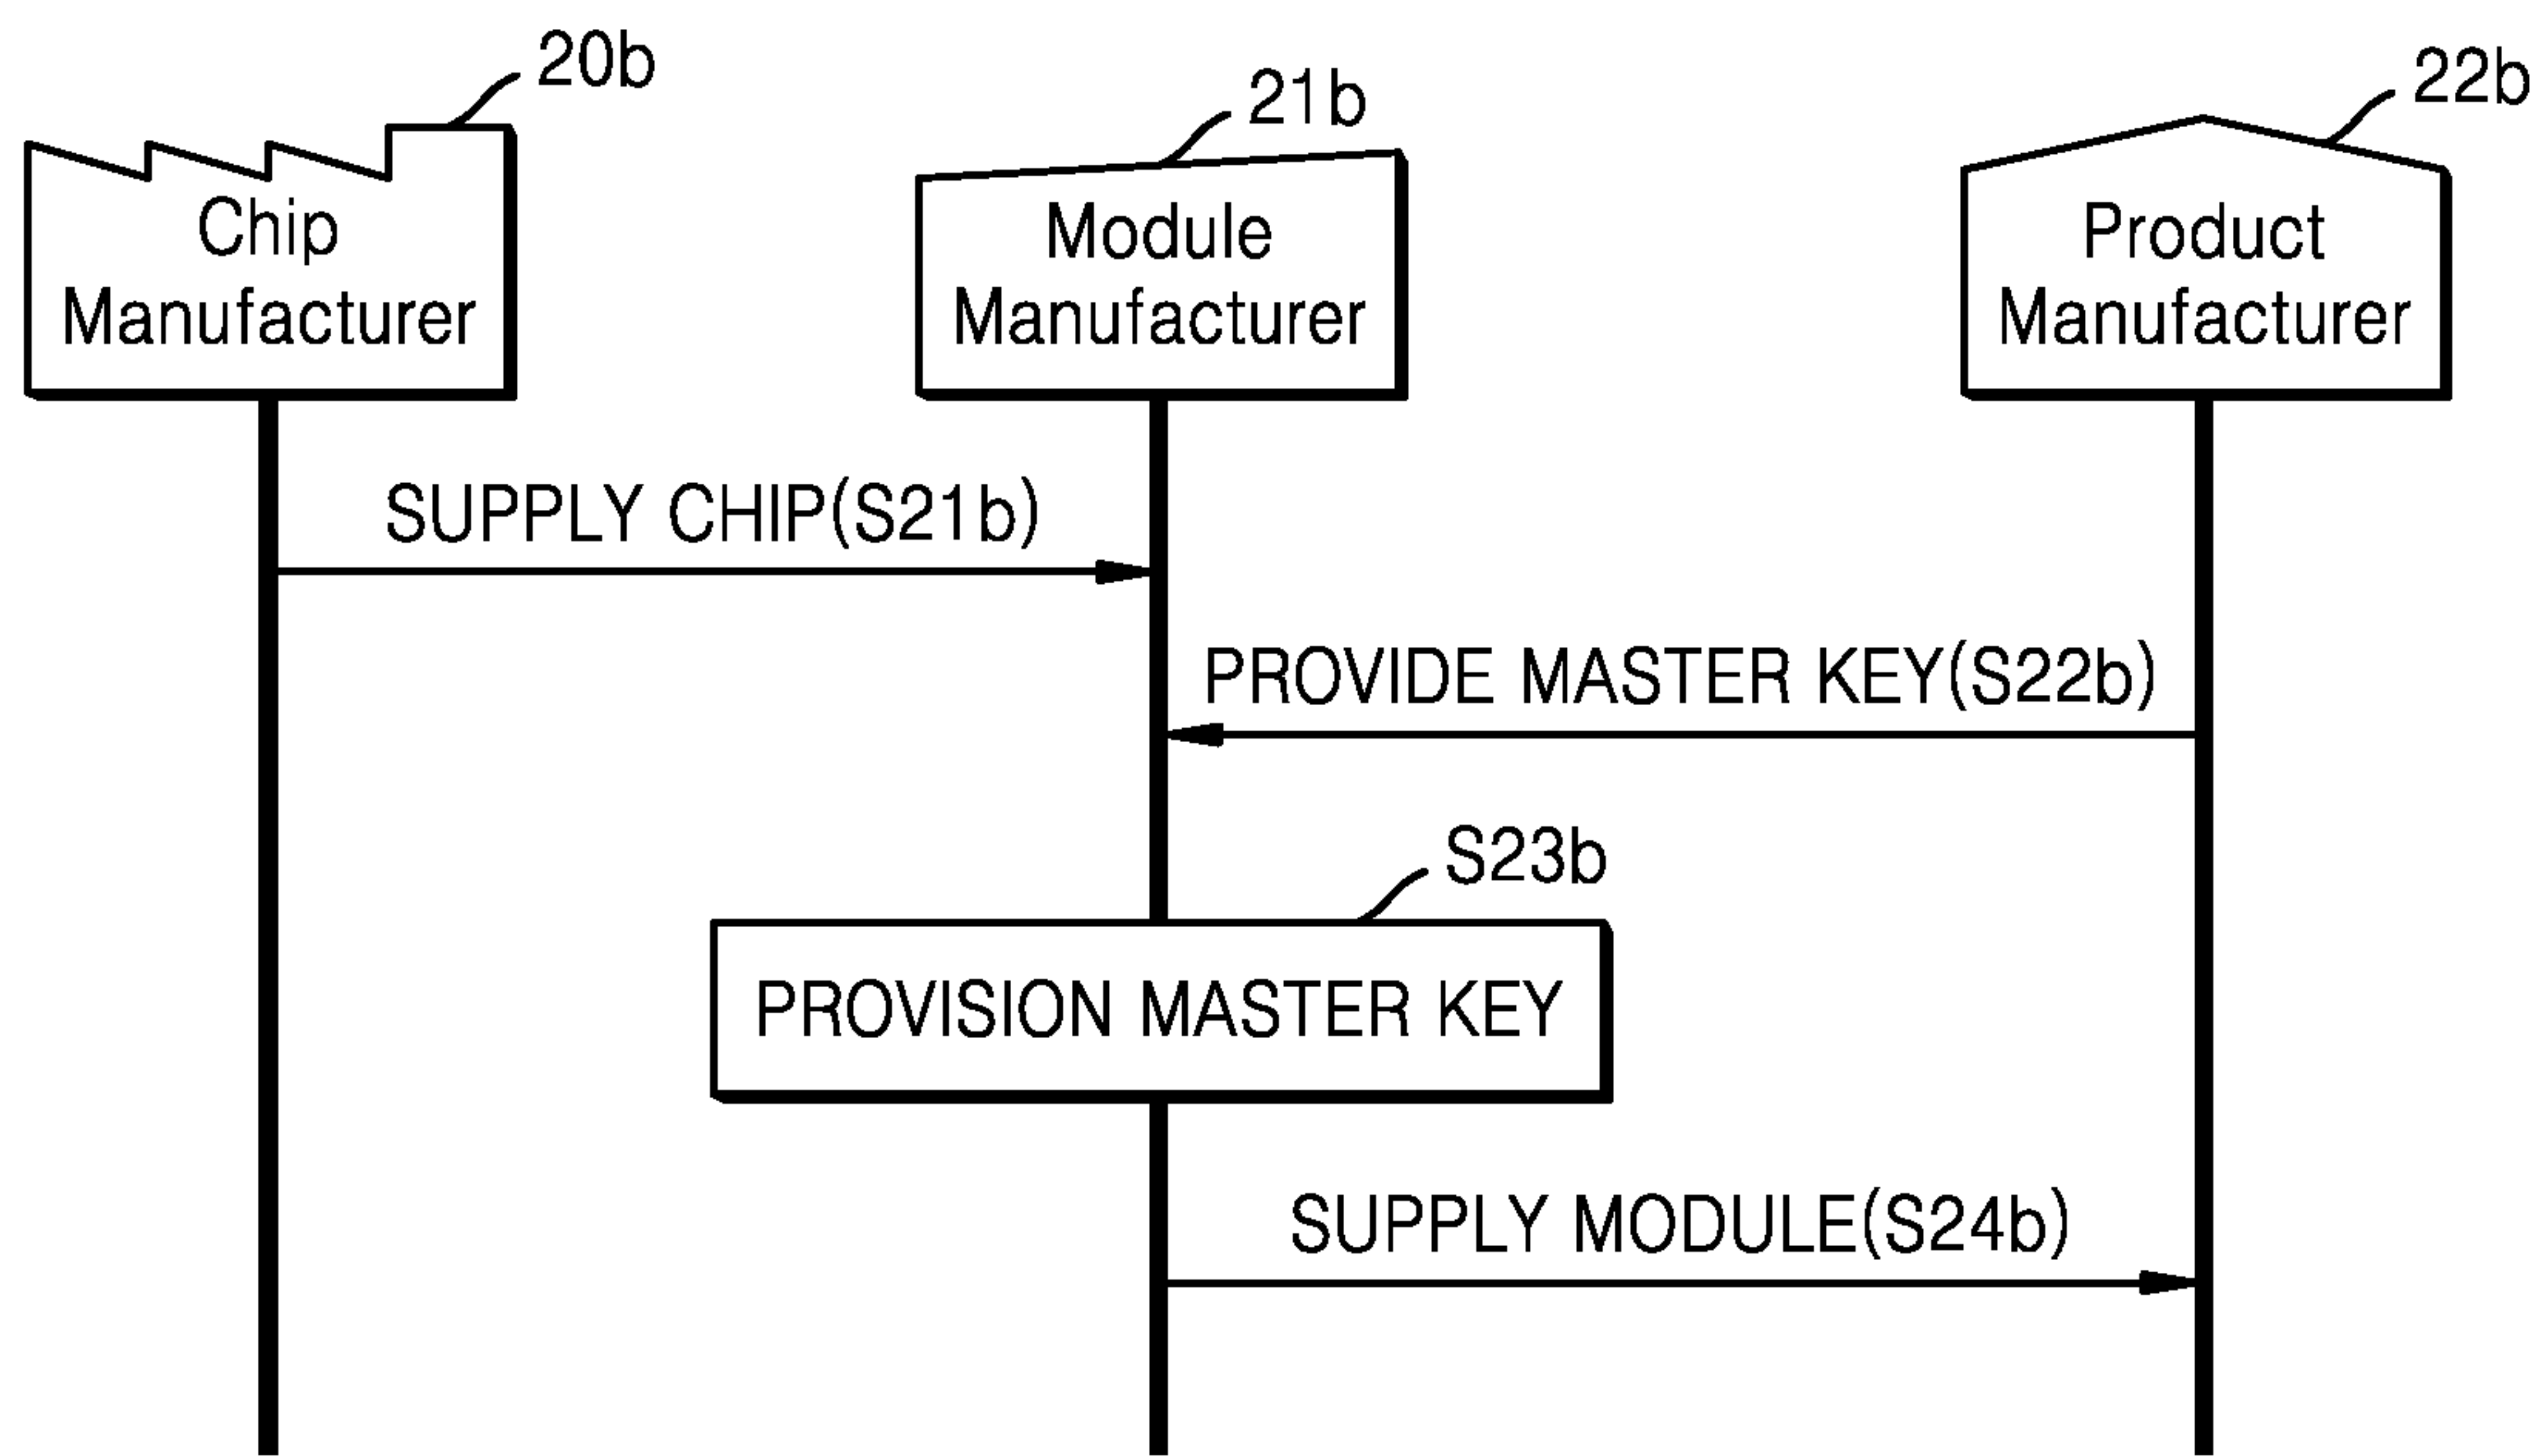 20b
21b
22b
Chip
Manufacturer
Module
Manufacturer
Product
Manufacturer
SUPPLY CHIP(S21b)
PROVIDE MASTER KEY(S22b)
S23b
PROVISION MASTER KEY
SUPPLY MODULE(S24b)